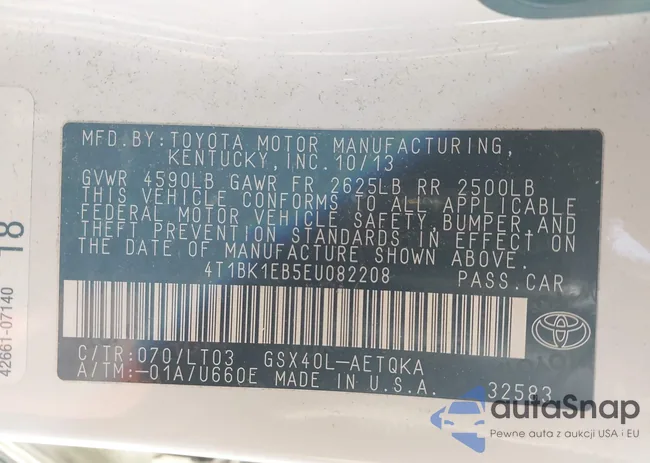 MFD.BY:TOYOTA MOTOR MANUFACTURING,
KENTUCKY,INC. 10/13
GVWR 4590LB GAWR FR 2625LB RR 2500LB
THIS VEHICLE CONFORMS TO ALL APPLICABLE
FEDERAL MOTOR VEHICLE SAFETY, BUMPER,AND
THEFT PREVENTION STANDARDS IN EFFECT ON
THE DATE OF MANUFACTURE SHOWN ABOVE.
4T1BK1EB5EU082208 PASS.CAR
C/TR:070/LT03 GSX40L-AETQKA
A/TM:-01A/U660E MADE IN U.S.A. 32583
42661-07140
18
autoSnap
Pewne auta z aukcji USA i EU